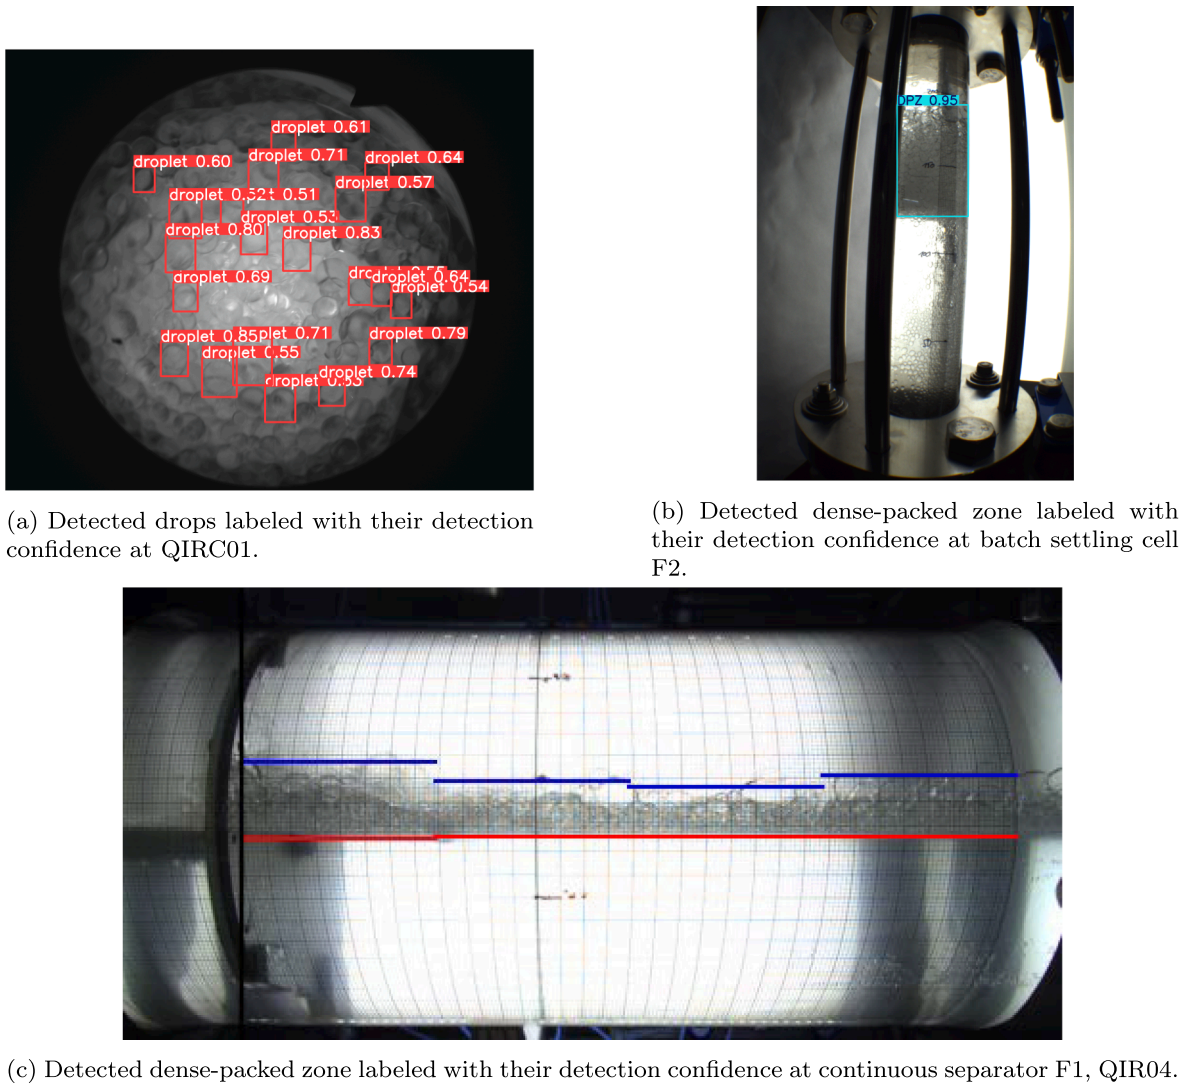 droplet 0.61
droplet 0.60
droplet 0.71
droplet 0.64
droplet 0.57
droplet 0.51
droplet 0.53
droplet 0.80
droplet 0.83
droplet 0.69
droplet 0.64
droplet 0.54
droplet 0.85
0.71
droplet 0.79
droplet 0.55
droplet 0.74
DPZ 0.95
(a) Detected drops labeled with their detection
confidence at QIRC01.
(b) Detected dense-packed zone labeled with
their detection confidence at batch settling cell
F2.
(c) Detected dense-packed zone labeled with their detection confidence at continuous separator F1, QIR04.